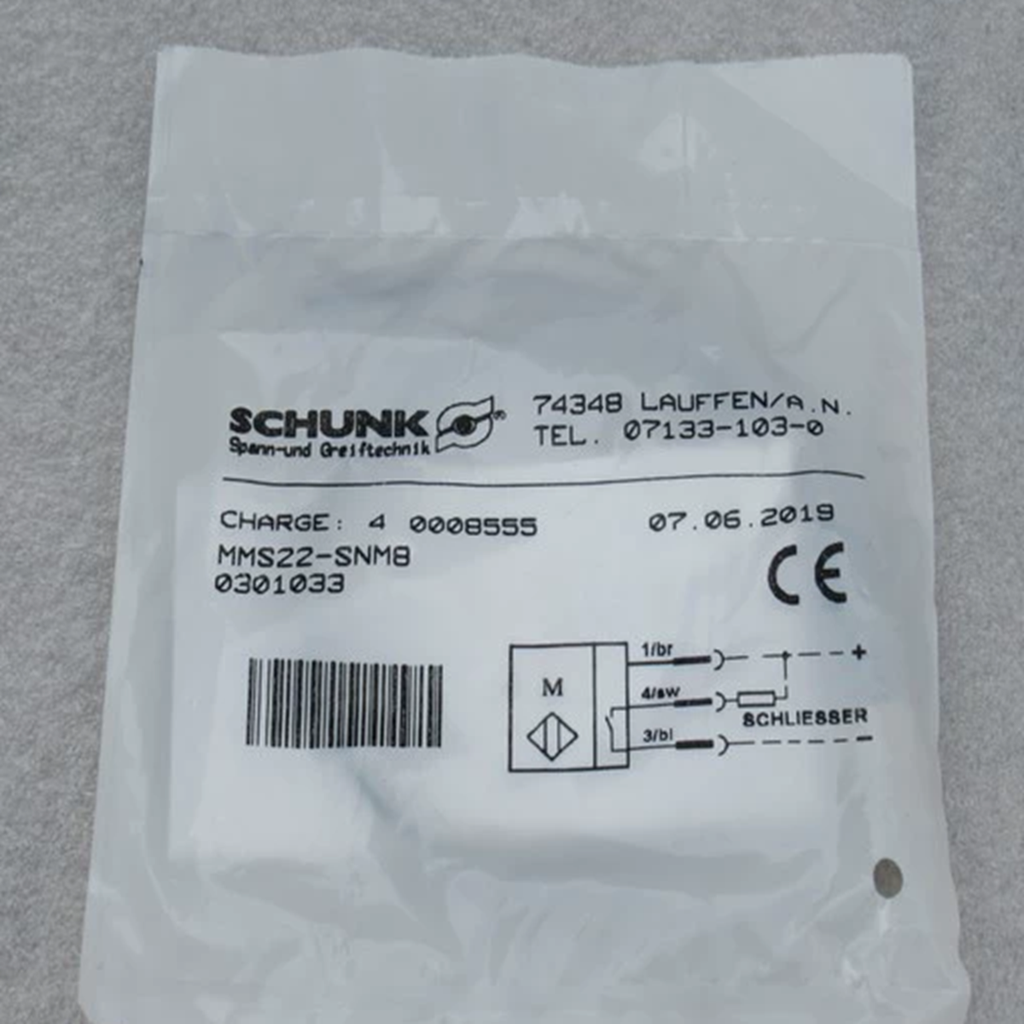 SCHUNK ®
Spann-und Greiftechnik
74348 LAUFFEN/A.N.
TEL. 07133-103-0
CHARGE: 4 0008555
07.06.2019
MMS22-SNM8
0301033
CE
M
1/br
+
4/sw
SCHLIESSER
3/bl
-